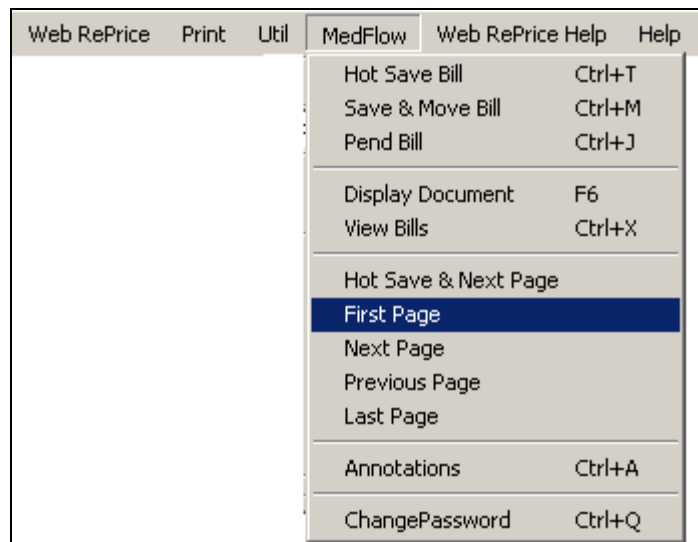 Web RePrice Print Util MedFlow Web RePrice Help Help
Hot Save Bill Ctrl+T
Save & Move Bill Ctrl+M
Pend Bill Ctrl+J
Display Document F6
View Bills Ctrl+X
Hot Save & Next Page
First Page
Next Page
Previous Page
Last Page
Annotations Ctrl+A
ChangePassword Ctrl+Q